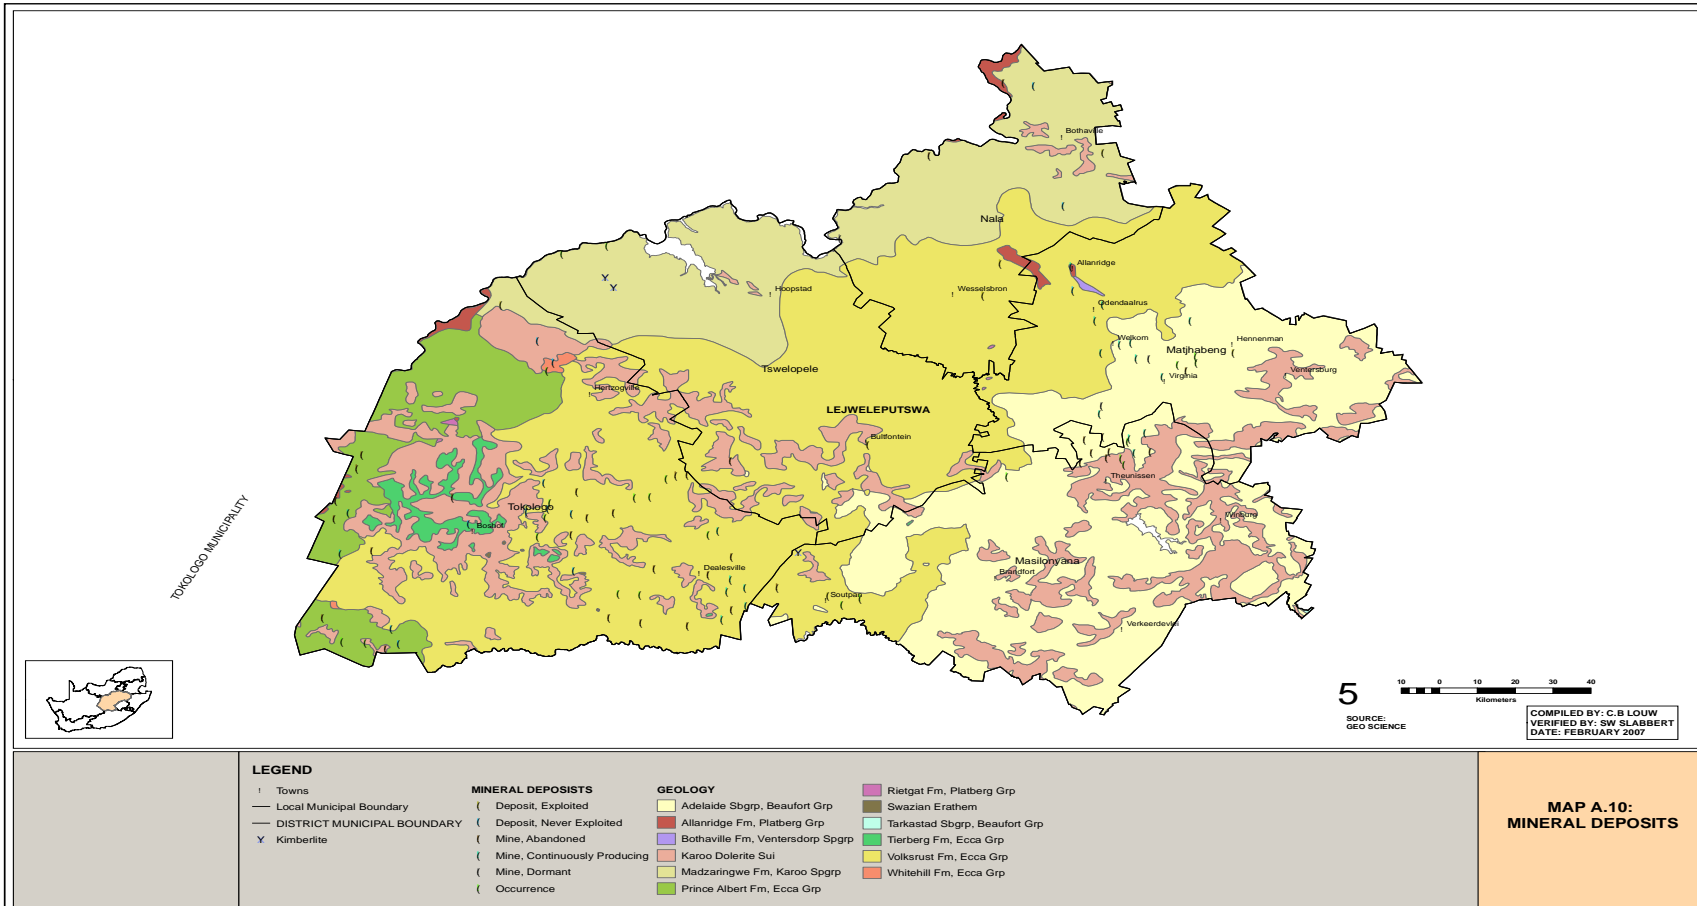 Bothaville
Nala
Allanridge
Hoopstad
Wesselsbron
Odendaalrus
Welkom
Hennenman
Matjhabeng
Tswelopele
Virginia
Ventersburg
Hertzogville
LEJWELEPUTSWA
Bultfontein
Theunissen
Tokologo
Boshof
Winburg
TOKOLOGO MUNICIPALITY
Masilonyana
Dealesville
Brandfort
Soutpan
Verkeerdevlei
5
10 0 10 20 30 40
Kilometers
SOURCE:
GEO SCIENCE
COMPILED BY: C.B LOUW
VERIFIED BY: SW SLABBERT
DATE: FEBRUARY 2007
LEGEND
Towns
Local Municipal Boundary
DISTRICT MUNICIPAL BOUNDARY
Kimberlite
MINERAL DEPOSITS
Deposit, Exploited
Deposit, Never Exploited
Mine, Abandoned
Mine, Continuously Producing
Mine, Dormant
Occurrence
GEOLOGY
Adelaide Sbgrp, Beaufort Grp
Allanridge Fm, Platberg Grp
Bothaville Fm, Ventersdorp Spgrp
Karoo Dolerite Sui
Madzaringwe Fm, Karoo Spgrp
Prince Albert Fm, Ecca Grp
Rietgat Fm, Platberg Grp
Swazian Erathem
Tarkastad Sbgrp, Beaufort Grp
Tierberg Fm, Ecca Grp
Volksrust Fm, Ecca Grp
Whitehill Fm, Ecca Grp
MAP A.10:
MINERAL DEPOSITS